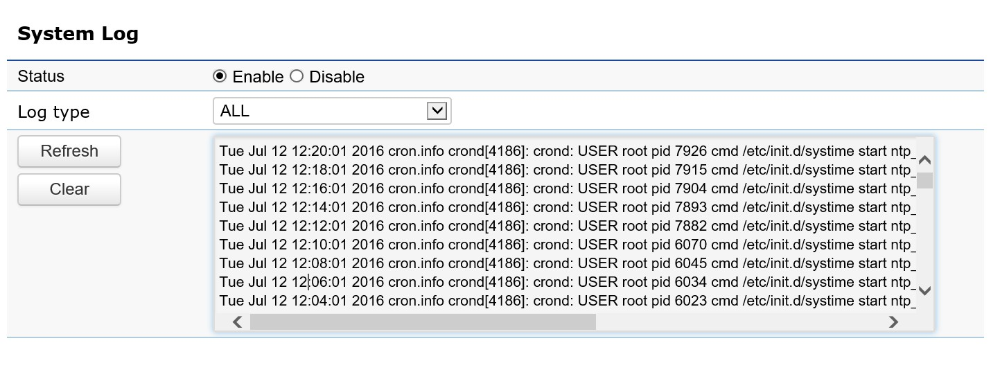 System Log
Status Enable Disable
Log type ALL
Refresh
Clear
Tue Jul 12 12:20:01 2016 cron.info crond[4186]: crond: USER root pid 7926 cmd /etc/init.d/systime start ntp_
Tue Jul 12 12:18:01 2016 cron.info crond[4186]: crond: USER root pid 7915 cmd /etc/init.d/systime start ntp_
Tue Jul 12 12:16:01 2016 cron.info crond[4186]: crond: USER root pid 7904 cmd /etc/init.d/systime start ntp_
Tue Jul 12 12:14:01 2016 cron.info crond[4186]: crond: USER root pid 7893 cmd /etc/init.d/systime start ntp_
Tue Jul 12 12:12:01 2016 cron.info crond[4186]: crond: USER root pid 7882 cmd /etc/init.d/systime start ntp_
Tue Jul 12 12:10:01 2016 cron.info crond[4186]: crond: USER root pid 6070 cmd /etc/init.d/systime start ntp_
Tue Jul 12 12:08:01 2016 cron.info crond[4186]: crond: USER root pid 6045 cmd /etc/init.d/systime start ntp_
Tue Jul 12 12:06:01 2016 cron.info crond[4186]: crond: USER root pid 6034 cmd /etc/init.d/systime start ntp_
Tue Jul 12 12:04:01 2016 cron.info crond[4186]: crond: USER root pid 6023 cmd /etc/init.d/systime start ntp_